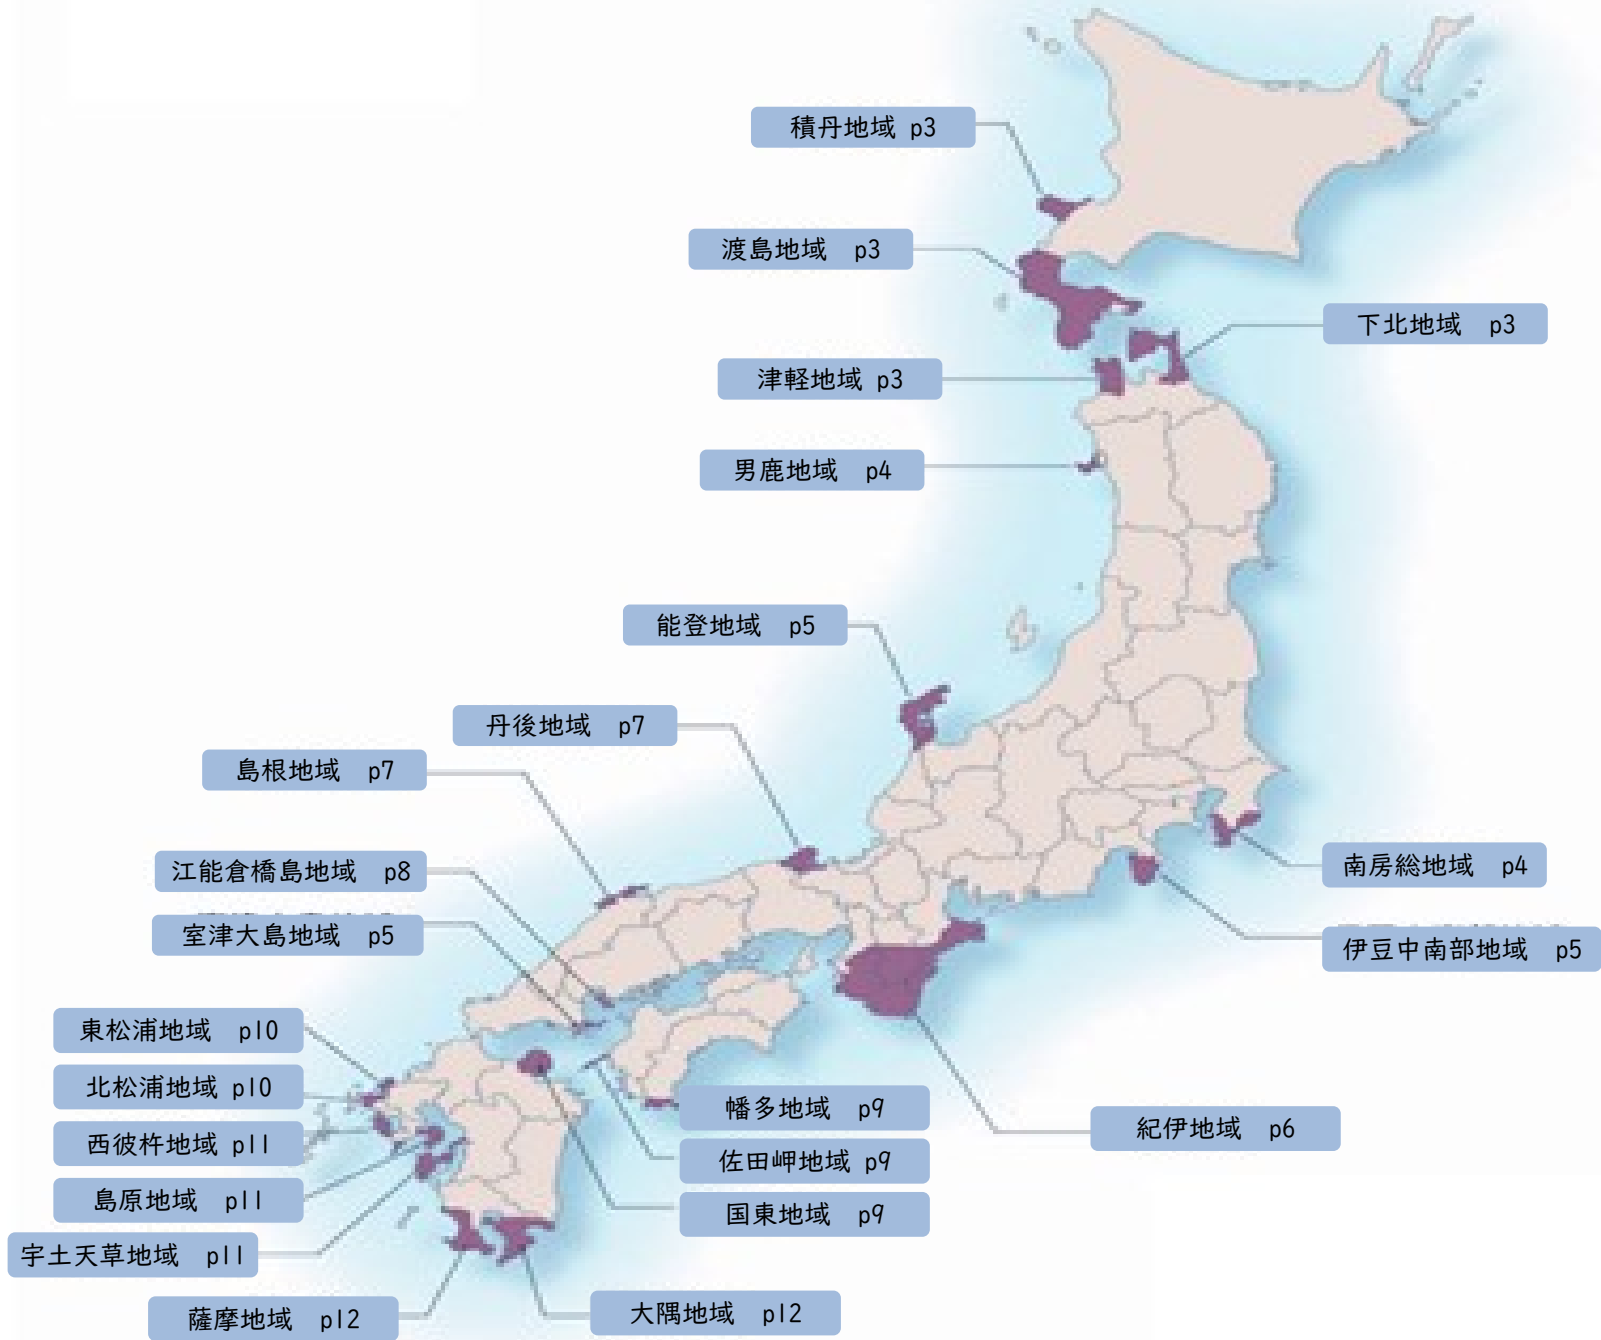 積丹地域 p3
渡島地域 p3
下北地域 p3
津軽地域 p3
男鹿地域 p4
能登地域 p5
丹後地域 p7
島根地域 p7
江能倉橋島地域 p8
南房総地域 p4
室津大島地域 p5
伊豆中南部地域 p5
東松浦地域 p10
北松浦地域 p10
幡多地域 p9
紀伊地域 p6
西彼杵地域 p11
佐田岬地域 p9
島原地域 p11
国東地域 p9
宇土天草地域 p11
薩摩地域 p12
大隅地域 p12